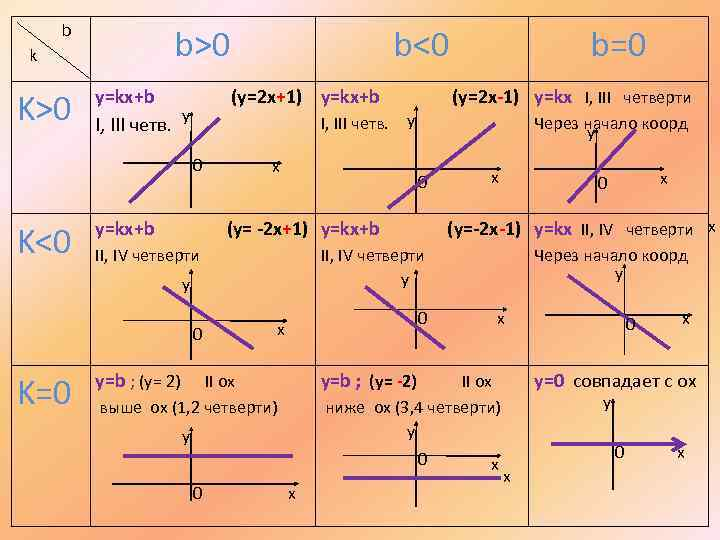 b
k
b>0
b<0
b=0
K>0
y=kx+b (y=2x+1)
I, III четв.
y
0
x
y=kx+b (y=2x-1)
I, III четв.
y
0
x
y=kx I, III четверти
Через начало коорд
y
0
x
K<0
y=kx+b (y= -2x+1)
II, IV четверти
y
0
x
y=kx+b (y=-2x-1)
II, IV четверти
y
0
x
y=kx II, IV четверти x
Через начало коорд
y
0
x
K=0
y=b ; (y= 2) II ox
выше ox (1,2 четверти)
y
0
x
y=b ; (y= -2) II ox
ниже ox (3,4 четверти)
y
0
x
x
y=0 совпадает с ox
y
0
x